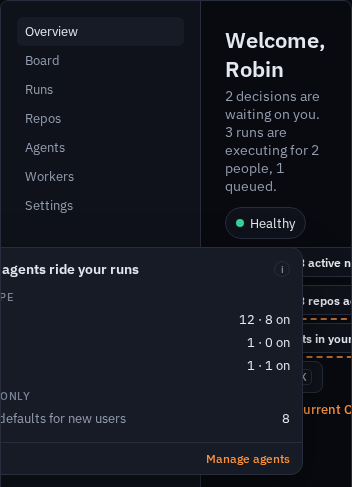 Overview
Board
Runs
Repos
Agents
Workers
Settings
Welcome,
Robin
2 decisions are
waiting on you.
3 runs are
executing for 2
people, 1
queued.
Healthy
agents ride your runs
i
PE
12 · 8 on
1 · 0 on
1 · 1 on
ONLY
defaults for new users
8
Manage agents
3 active n
3 repos a
ts in your
K
urrent C